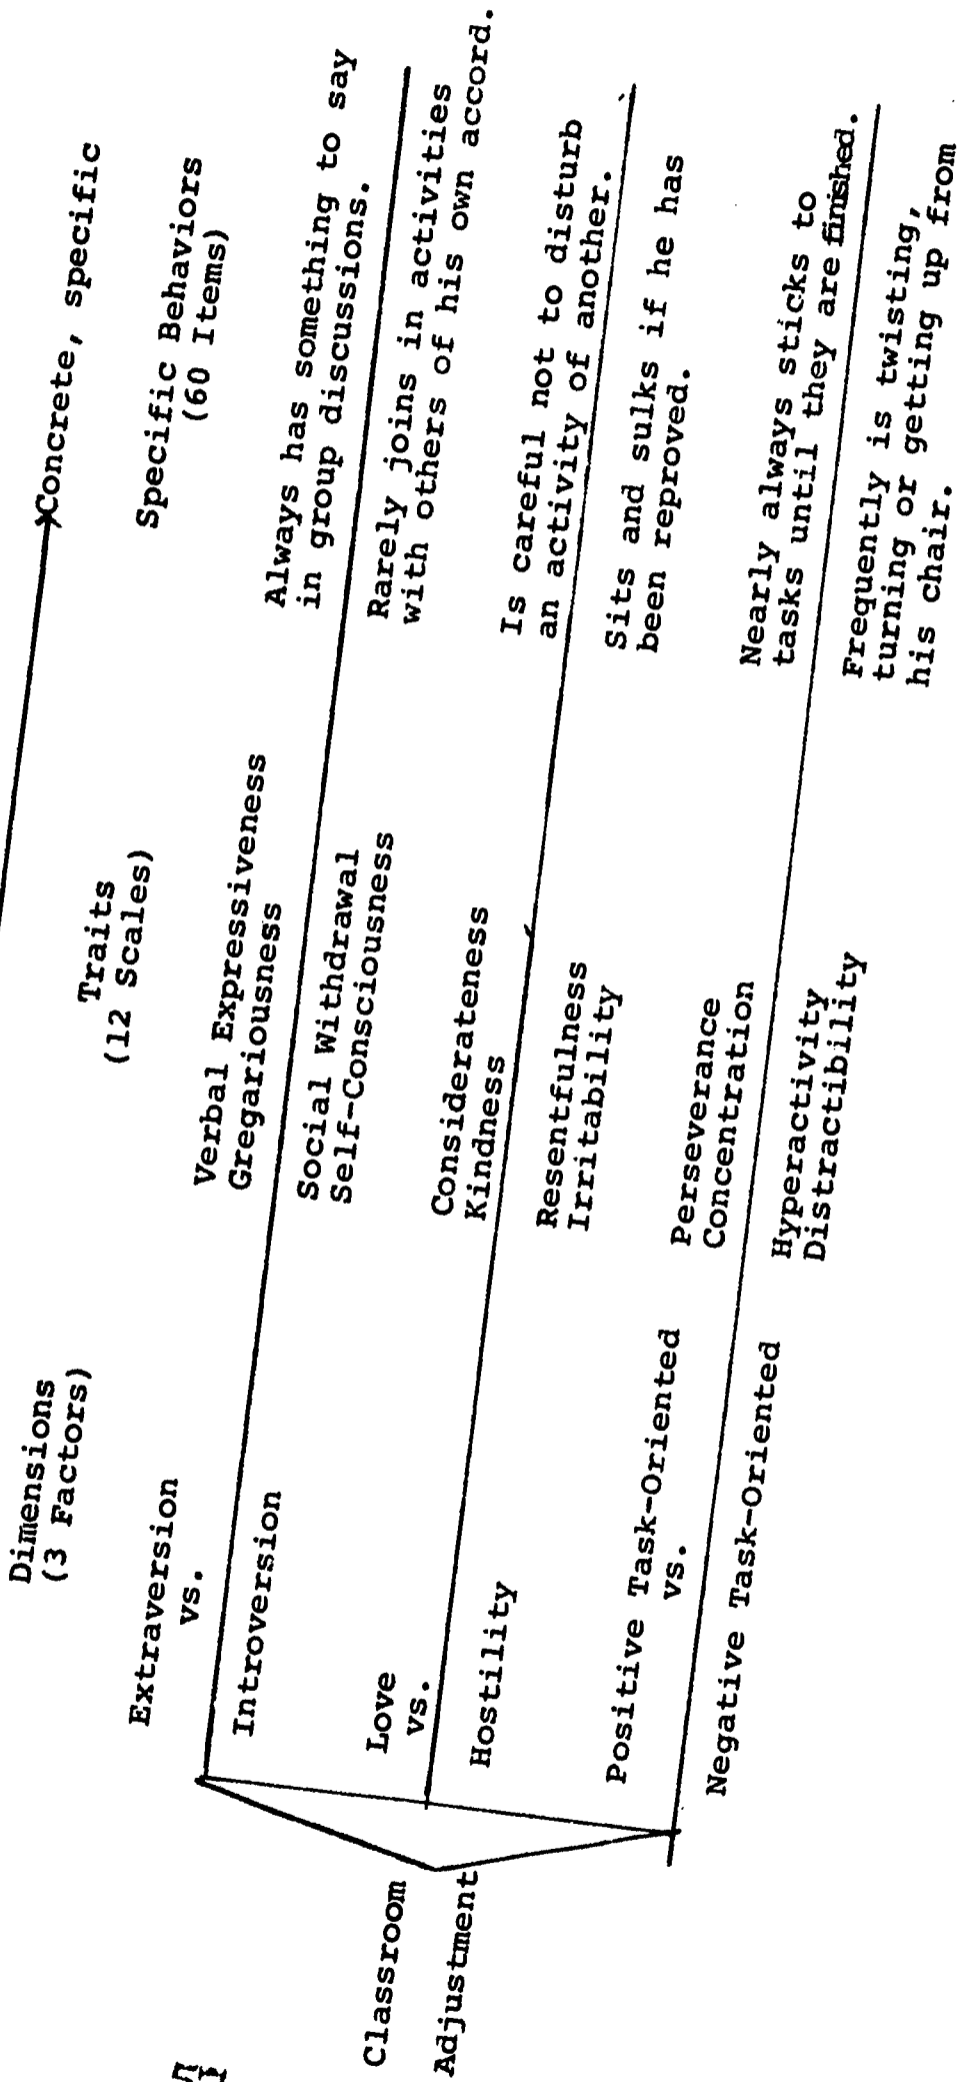 Concrete, specific
Dimensions
(3 Factors)
Traits
(12 Scales)
Specific Behaviors
(60 Items)
Classroom
Adjustment
Extraversion
vs.
Introversion
Verbal Expressiveness
Gregariousness
Social Withdrawal
Self-Consciousness
Always has something to say
in group discussions.
Rarely joins in activities
with others of his own accord.
Love
vs.
Hostility
Considerateness
Kindness
Resentfulness
Irritability
Is careful not to disturb
an activity of another.
Sits and sulks if he has
been reproved.
Positive Task-Oriented
vs.
Negative Task-Oriented
Perseverance
Concentration
Hyperactivity
Distractibility
Nearly always sticks to
tasks until they are finished.
Frequently is twisting,
turning or getting up from
his chair.